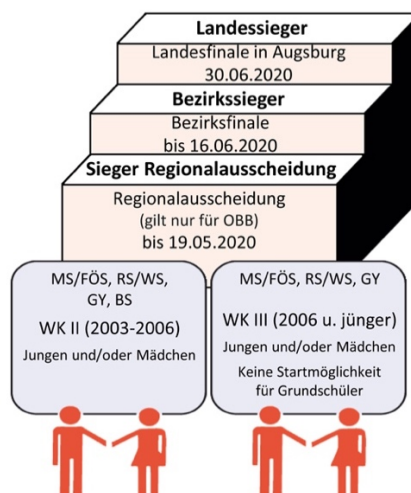 Landessieger
Landesfinale in Augsburg
30.06.2020
Bezirkssieger
Bezirksfinale
bis 16.06.2020
Sieger Regionalausscheidung
Regionalausscheidung
(gilt nur für OBB)
bis 19.05.2020
MS/FÖS, RS/WS,
GY, BS
WK II (2003-2006)
Jungen und/oder Mädchen
MS/FÖS, RS/WS, GY
WK III (2006 u. jünger)
Jungen und/oder Mädchen
Keine Startmöglichkeit
für Grundschüler